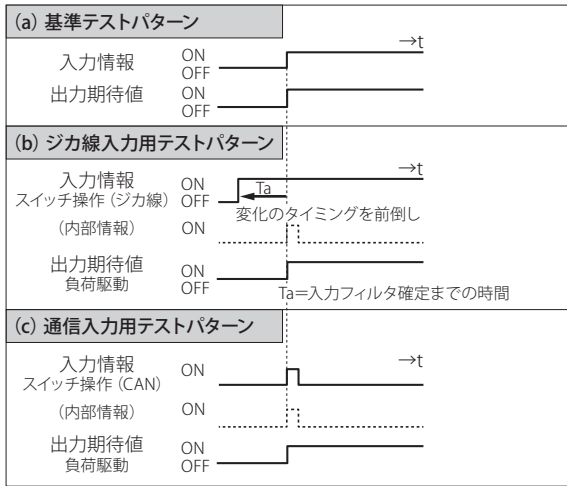 (a) 基準テストパターン
→t
入力情報 ON
OFF
出力期待値 ON
OFF
(b) ジカ線入力用テストパターン
→t
入力情報
スイッチ操作(ジカ線) ON
OFF
Ta
変化のタイミングを前倒し
(内部情報) ON
出力期待値
負荷駆動 ON
OFF
Ta=入力フィルタ確定までの時間
(c) 通信入力用テストパターン
→t
入力情報
スイッチ操作(CAN) ON
(内部情報) ON
出力期待値
負荷駆動 ON
OFF